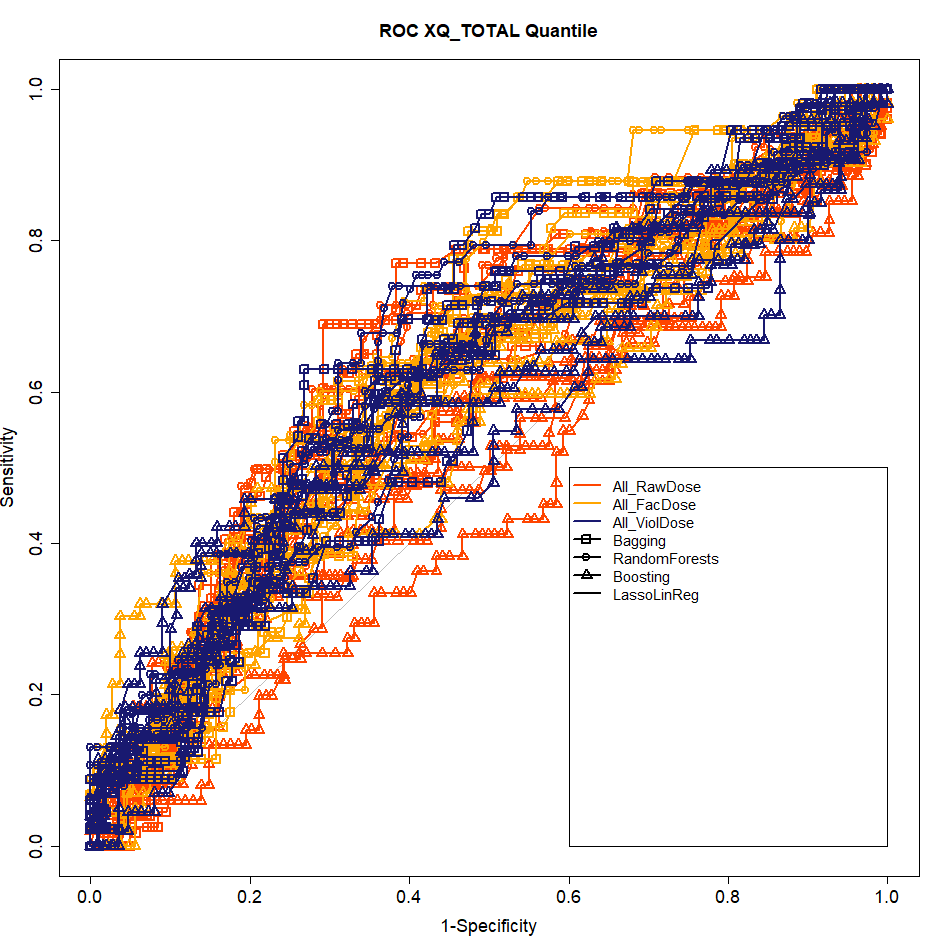 ROC XQ_TOTAL Quantile
1.0
0.8
0.6
0.4
0.2
0.0
Sensitivity
All_RawDose
All_FacDose
All_ViolDose
Bagging
RandomForests
Boosting
LassoLinReg
0.0 0.2 0.4 0.6 0.8 1.0
1-Specificity